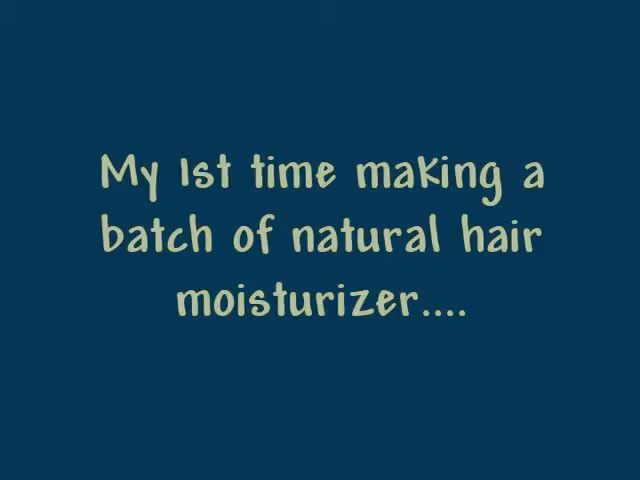 My 1st time making a
batch of natural hair
moisturizer....